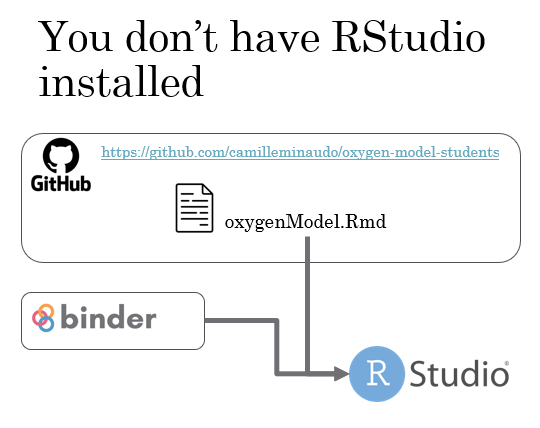 You don’t have RStudio
installed
https://github.com/camilleminaudo/oxygen-model-students
GitHub
oxygenModel.Rmd
binder
R Studio®